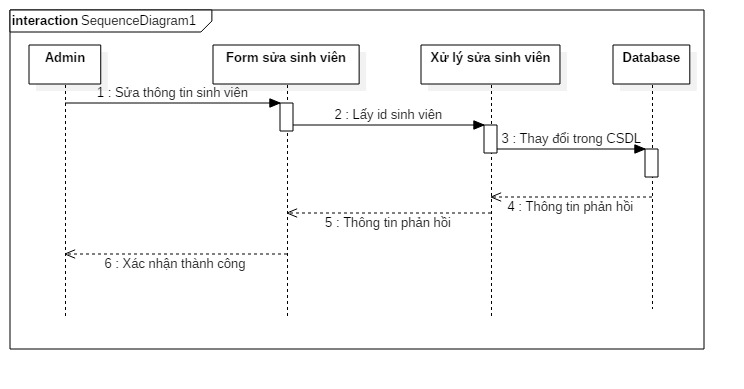 interaction SequenceDiagram1
Admin
Form sửa sinh viên
Xử lý sửa sinh viên
Database
1 : Sửa thông tin sinh viên
2 : Lấy id sinh viên
3 : Thay đổi trong CSDL
4 : Thông tin phản hồi
5 : Thông tin phản hồi
6 : Xác nhận thành công